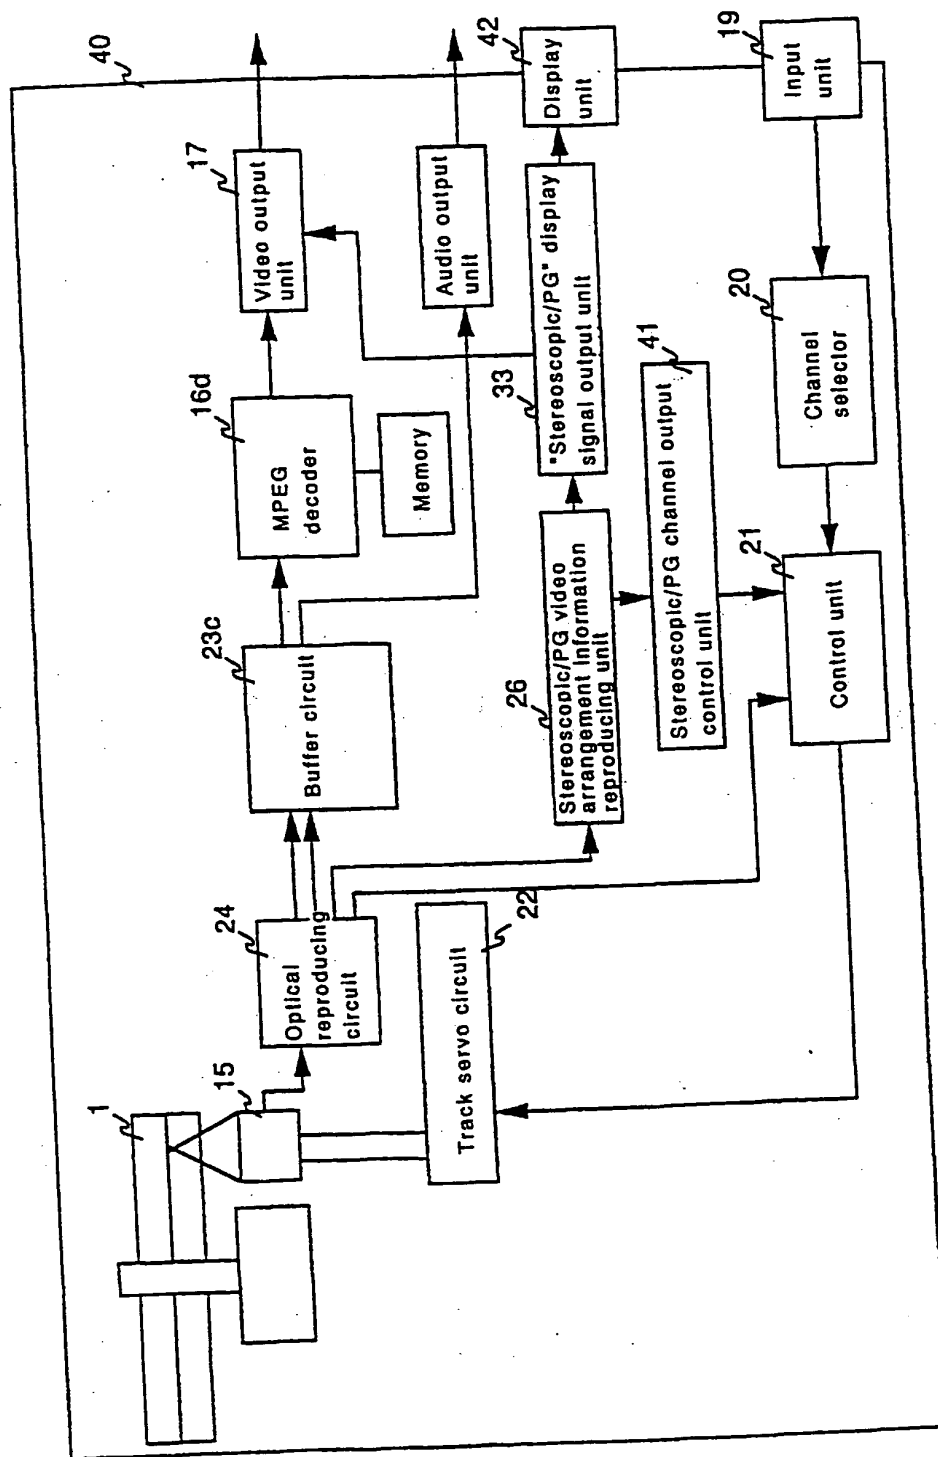 40
1
15
24
Optical
reproducing
circuit
22
Track servo circuit
23c
Buffer circuit
16d
MPEG
decoder
Memory
17
Video output
unit
Audio output
unit
26
Stereoscopic/PG video
arrangement information
reproducing unit
33
"Stereoscopic/PG" display
signal output unit
42
Display
unit
41
Stereoscopic/PG channel output
control unit
21
Control unit
20
Channel
selector
19
Input
unit